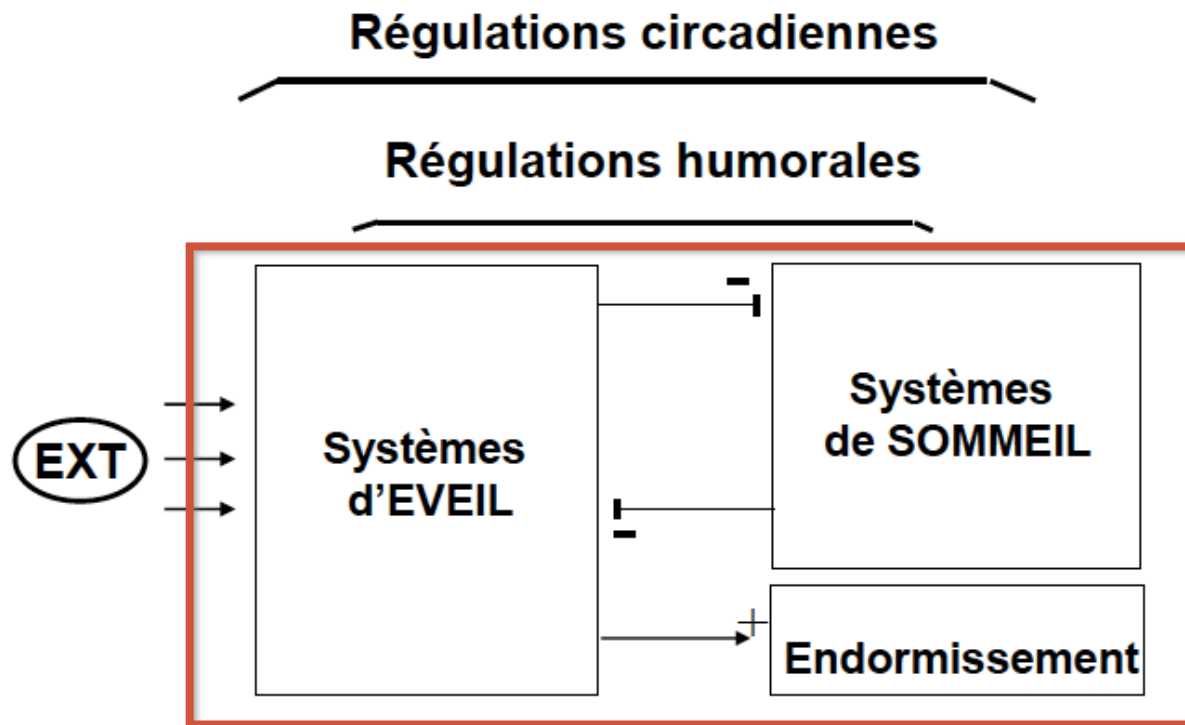 Régulations circadiennes
Régulations humorales
-
EXT
Systèmes
d'EVEIL
Systèmes
de SOMMEIL
-
+
Endormissement